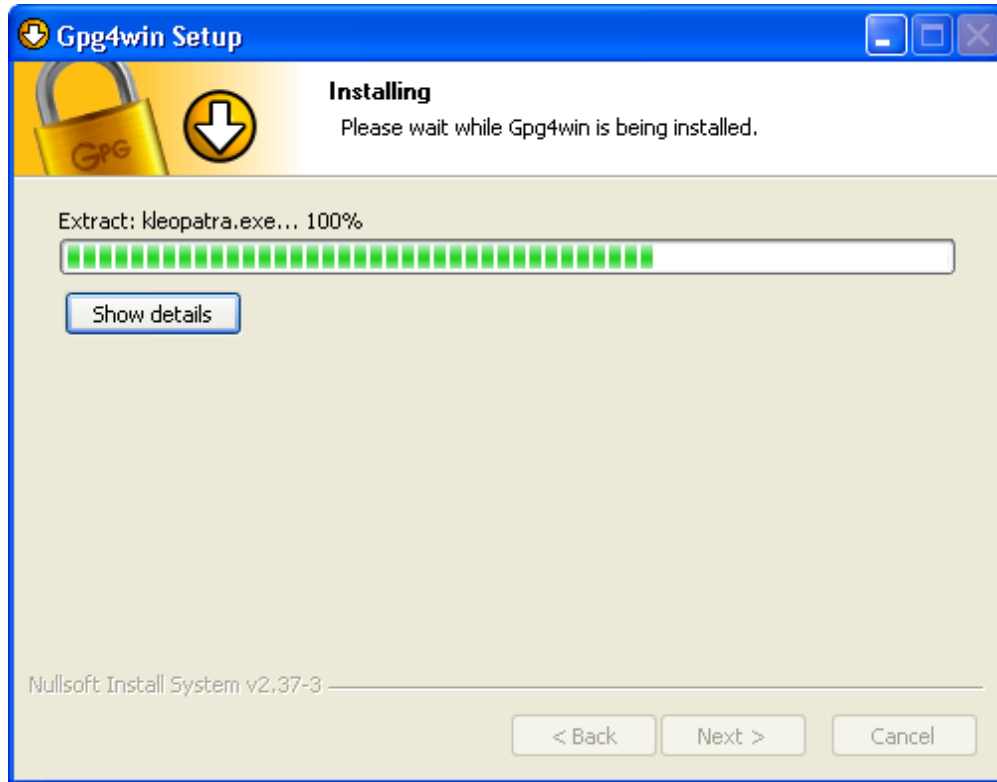 Gpg4win Setup
GPG
Installing
Please wait while Gpg4win is being installed.
Extract: kleopatra.exe... 100%
Show details
Nullsoft Install System v2.37-3
< Back
Next >
Cancel